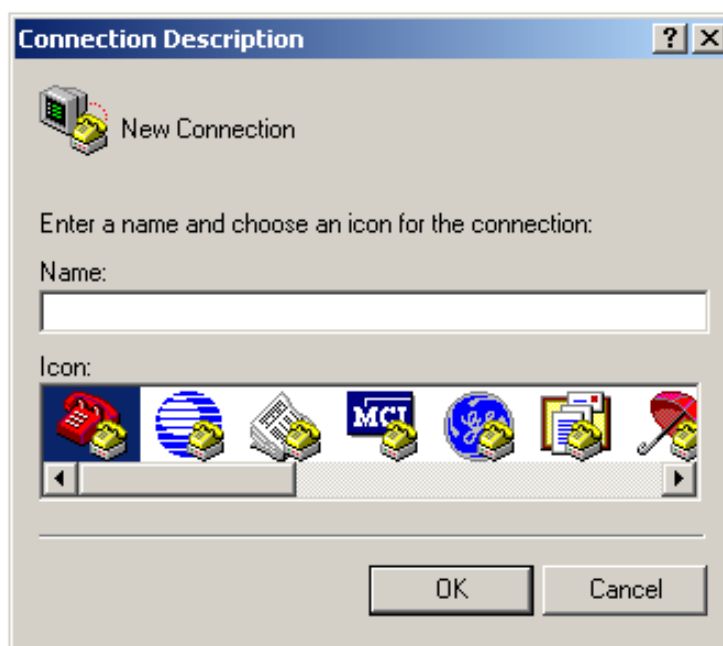 Connection Description
New Connection
Enter a name and choose an icon for the connection:
Name:
Icon:
MCI
OK
Cancel